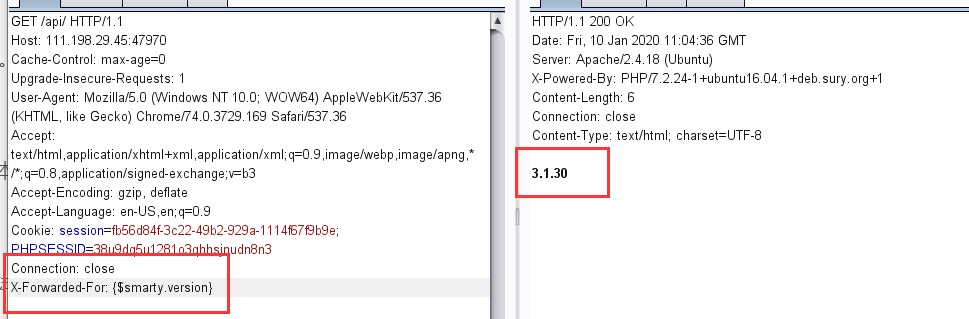 GET /api/ HTTP/1.1
Host: 111.198.29.45:47970
Cache-Control: max-age=0
Upgrade-Insecure-Requests: 1
User-Agent: Mozilla/5.0 (Windows NT 10.0; WOW64) AppleWebKit/537.36
(KHTML, like Gecko) Chrome/74.0.3729.169 Safari/537.36
Accept:
text/html,application/xhtml+xml,application/xml;q=0.9,image/webp,image/apng,*
/*;q=0.8,application/signed-exchange;v=b3
Accept-Encoding: gzip, deflate
Accept-Language: en-US,en;q=0.9
Cookie: session=fb56d84f-3c22-49b2-929a-1114f67f9b9e;
Connection: close
X-Forwarded-For: {$smarty.version}
HTTP/1.1 200 OK
Date: Fri, 10 Jan 2020 11:04:36 GMT
Server: Apache/2.4.18 (Ubuntu)
X-Powered-By: PHP/7.2.24-1+ubuntu16.04.1+deb.sury.org+1
Content-Length: 6
Connection: close
Content-Type: text/html; charset=UTF-8
3.1.30